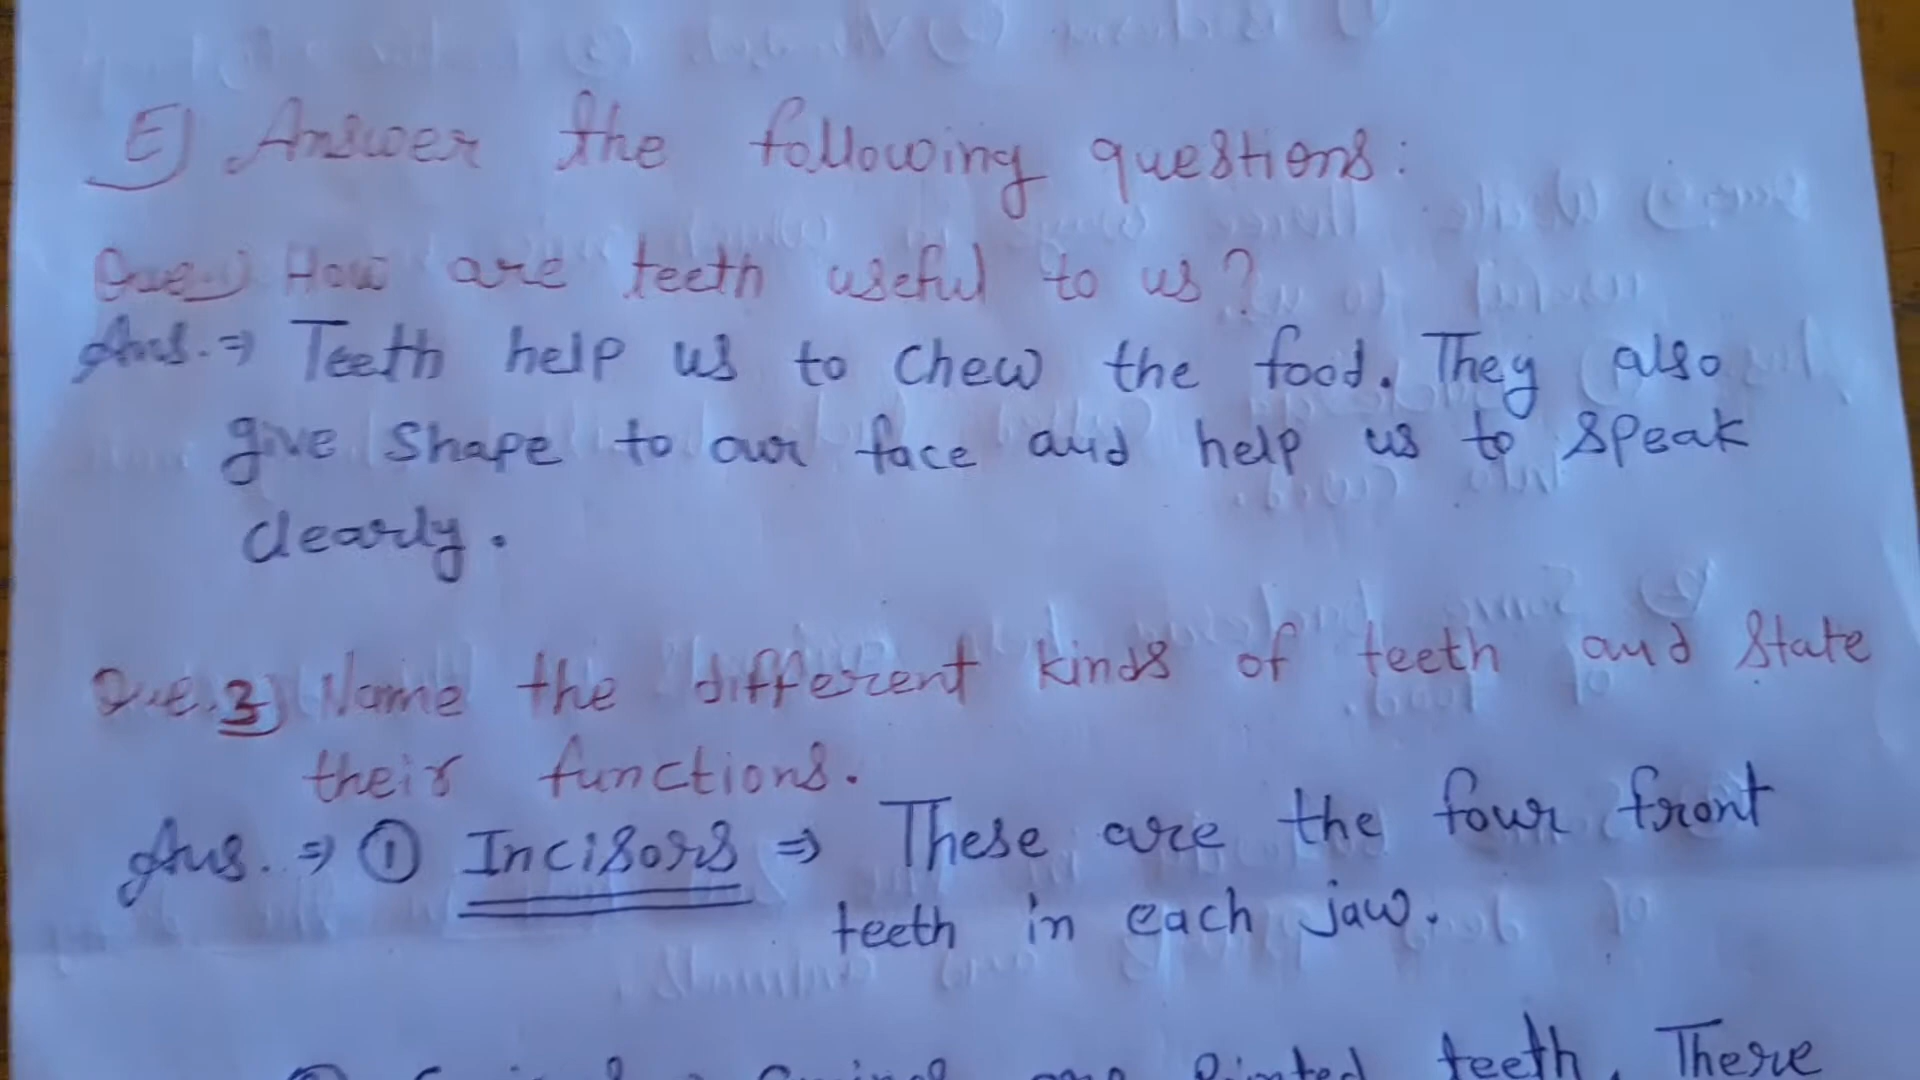 E) Answer the following questions:
Que.) How are teeth useful to us?
Ans. ⇒ Teeth help us to chew the food. They also
give shape to our face and help us to speak
clearly.
Que.3) Name the different kinds of teeth and state
their functions.
Ans. ⇒ ① Incisors ⇒ These are the four front
teeth in each jaw.
teeth. There